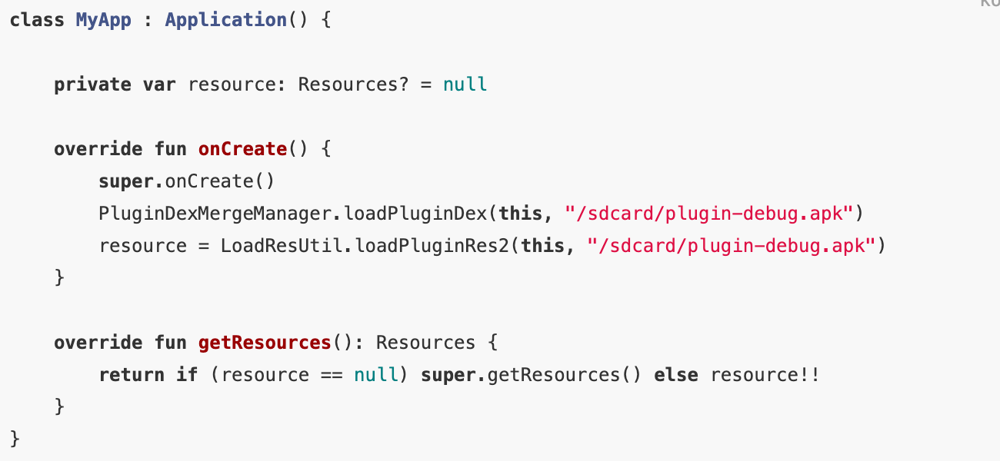 class MyApp : Application() {
private var resource: Resources? = null
override fun onCreate() {
super.onCreate()
PluginDexMergeManager.loadPluginDex(this, "/sdcard/plugin-debug.apk")
resource = LoadResUtil.loadPluginRes2(this, "/sdcard/plugin-debug.apk")
}
override fun getResources(): Resources {
return if (resource == null) super.getResources() else resource!!
}
}